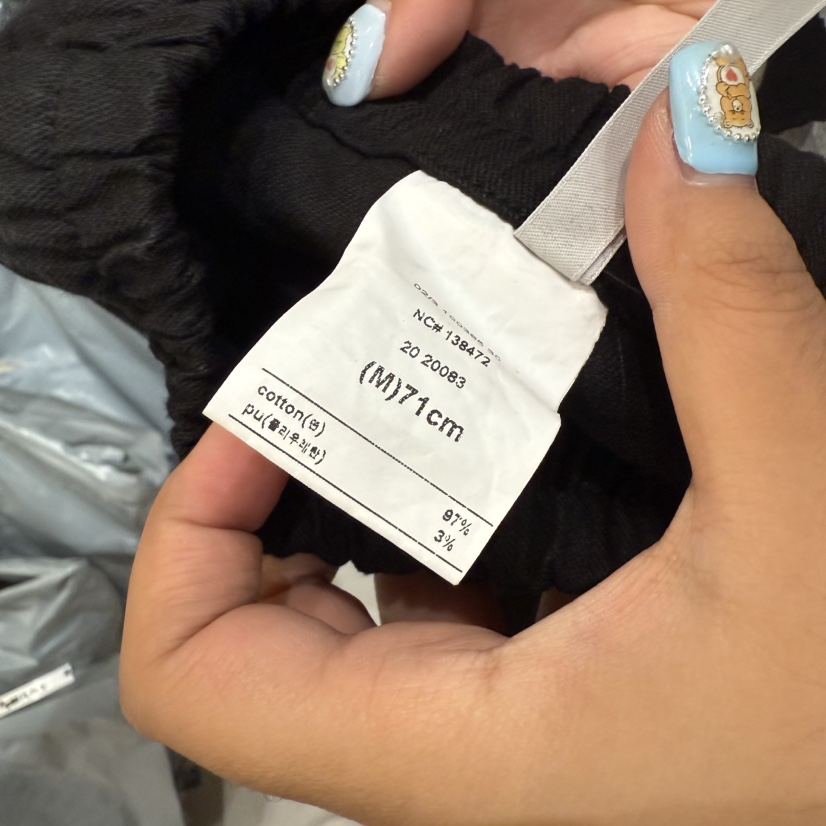 NC# 138472
20 20083
(M)71cm
cotton(면) 97%
pu(폴리우레탄) 3%